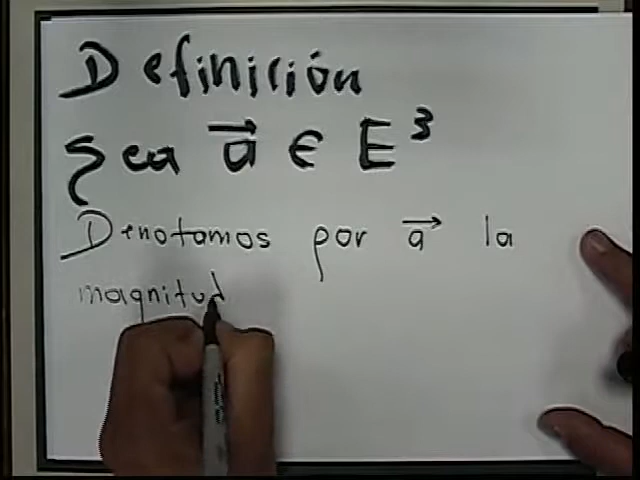 Definición
Sea a⃗ ∈ E³
Denotamos por a⃗ la
magnitud